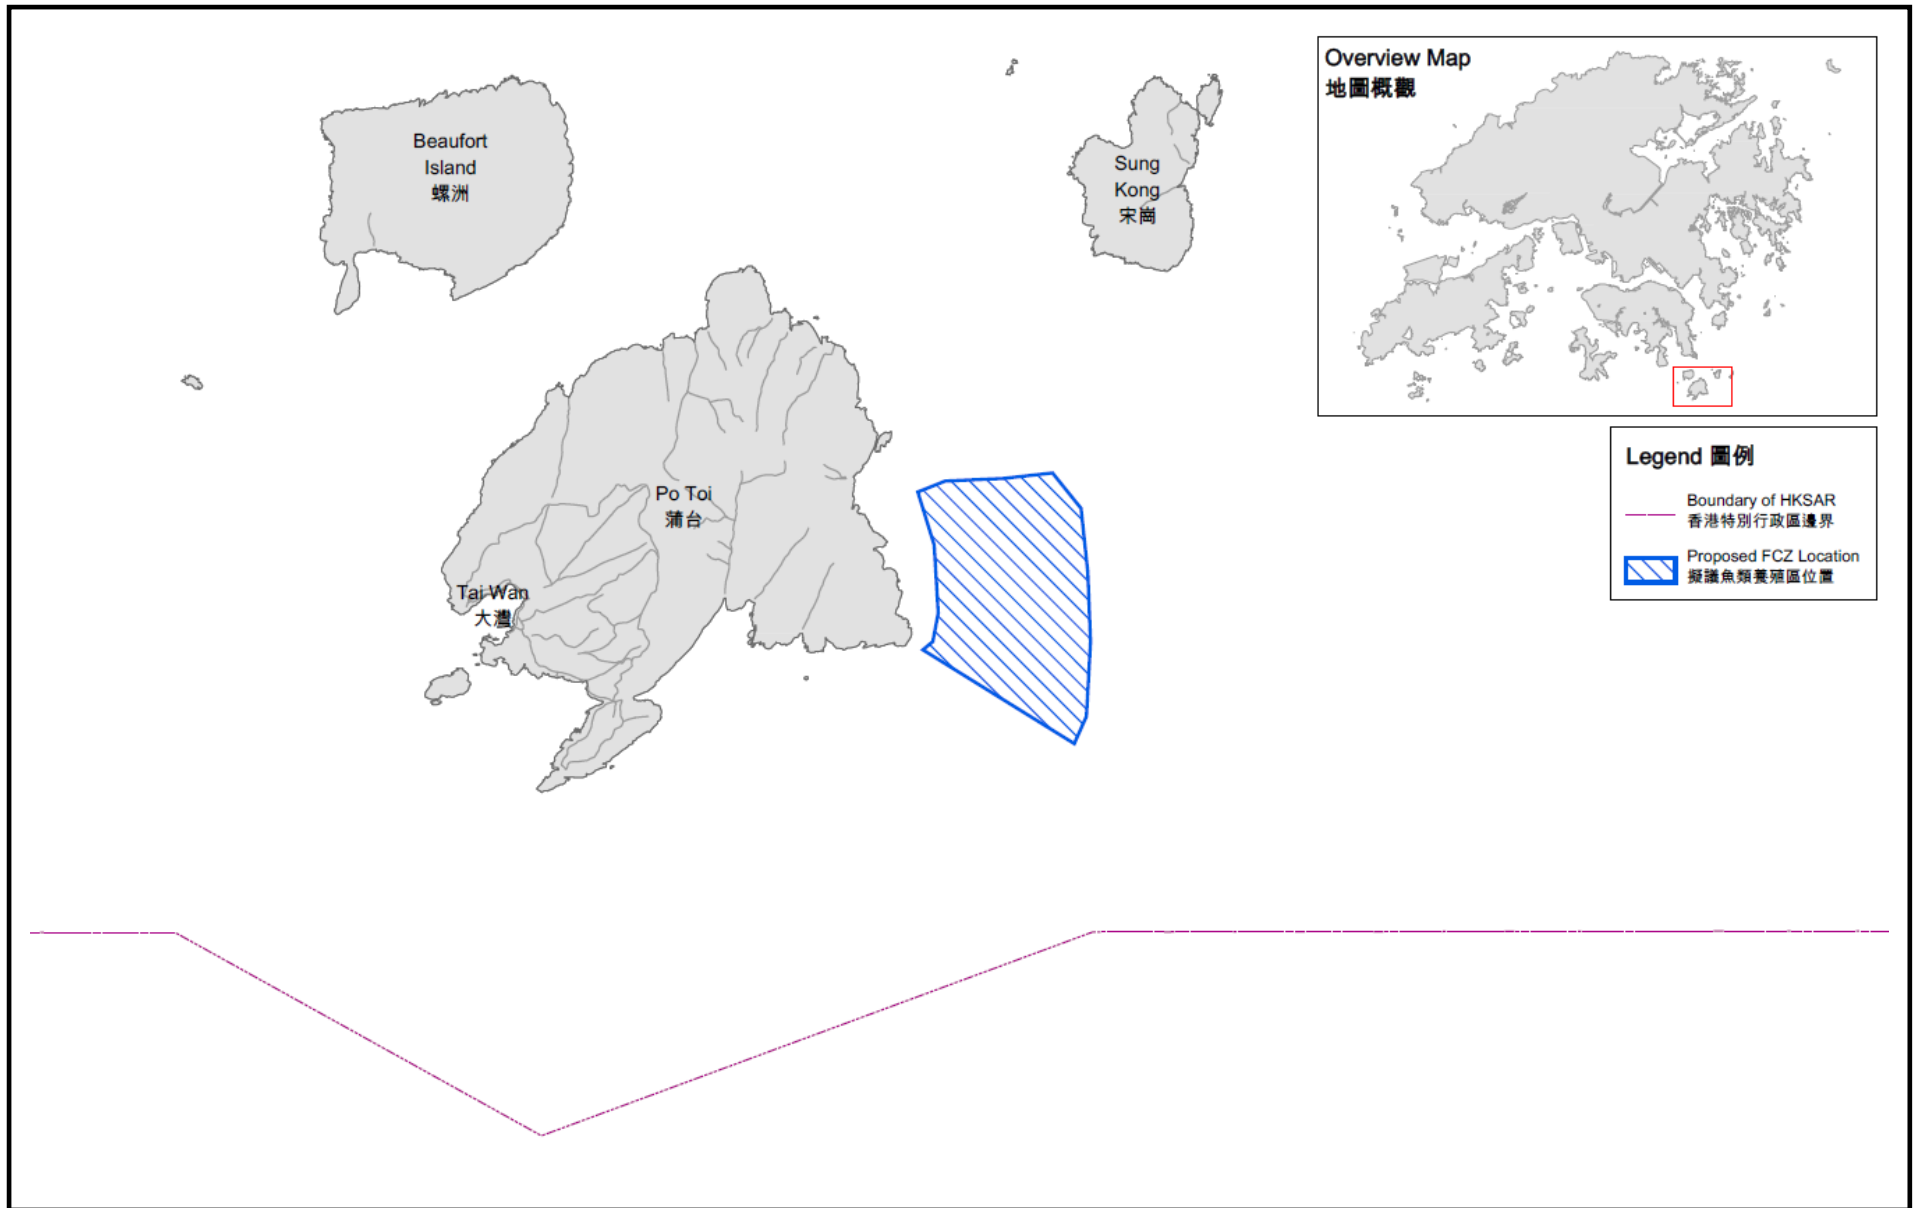 Overview Map
地圖概觀
Beaufort
Island
螺洲
Sung
Kong
宋崗
Po Toi
蒲台
Tai Wan
大灣
Legend 圖例
Boundary of HKSAR
香港特別行政區邊界
Proposed FCZ Location
擬議魚類養殖區位置